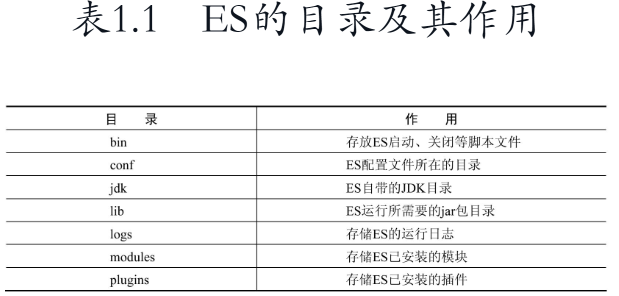 表1.1 ES的目录及其作用
目 录 作 用
bin 存放ES启动、关闭等脚本文件
conf ES配置文件所在的目录
jdk ES自带的JDK目录
lib ES运行所需要的jar包目录
logs 存储ES的运行日志
modules 存储ES已安装的模块
plugins 存储ES已安装的插件